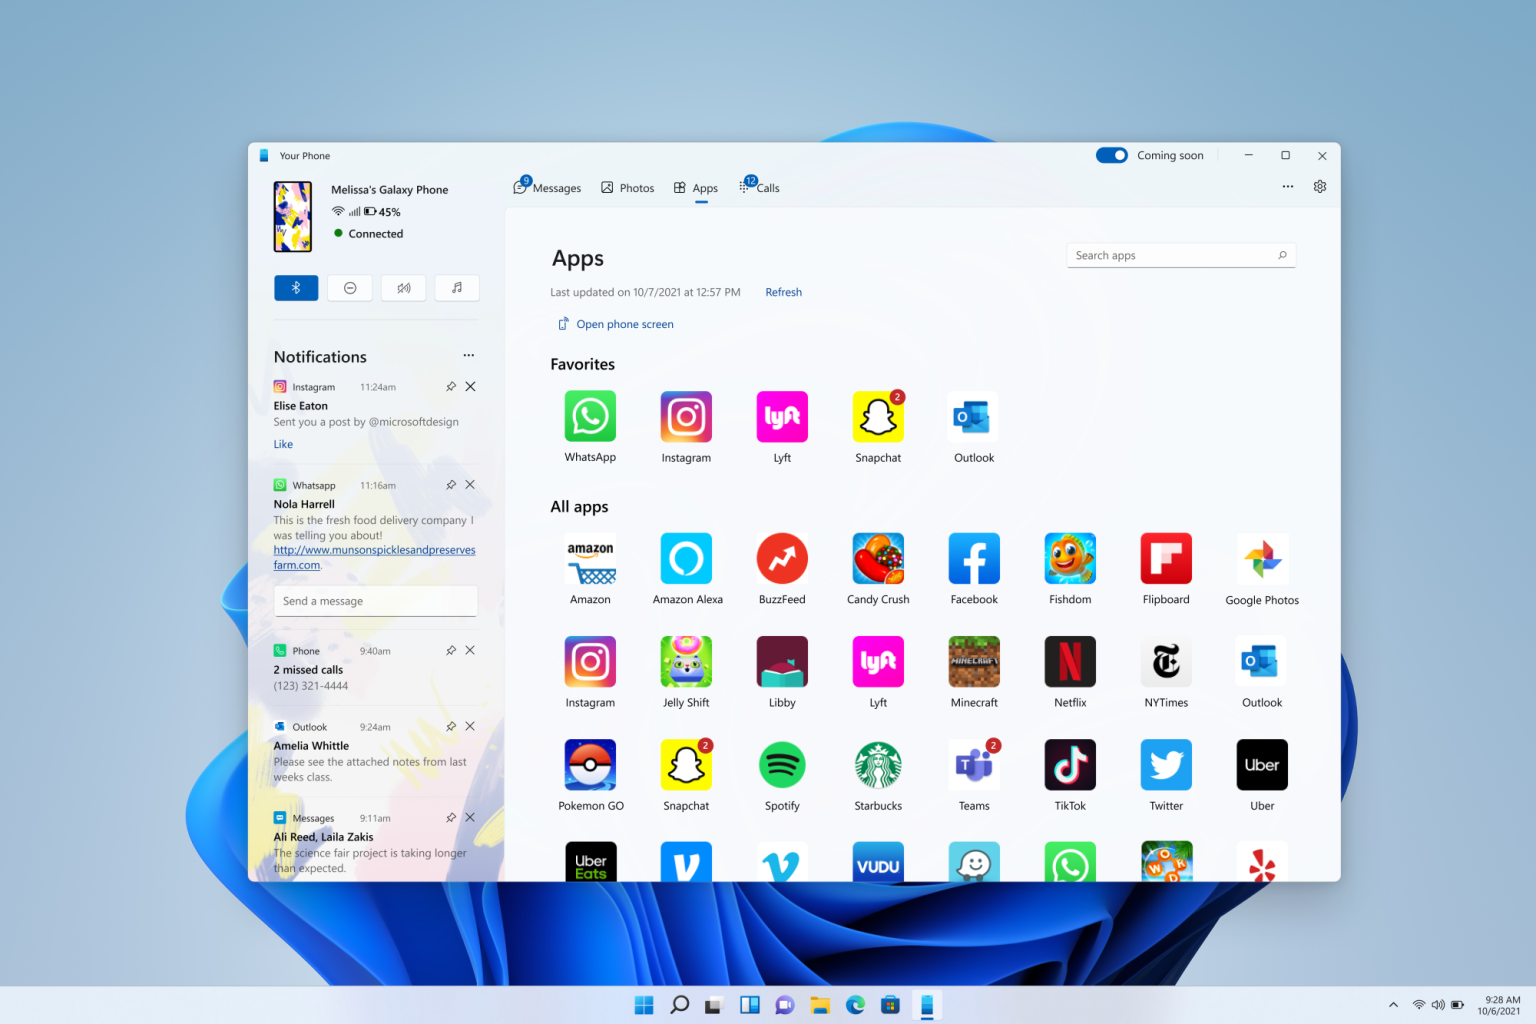 Your Phone
Coming soon
Melissa's Galaxy Phone
45%
Connected
9
Messages
Photos
Apps
12
Calls
Notifications
Instagram 11:24am
Elise Eaton
Sent you a post by @microsoftdesign
Like
Whatsapp 11:16am
Nola Harrell
This is the fresh food delivery company I
was telling you about!
http://www.munsonspicklesandpreserves
farm.com.
Send a message
Phone 9:40am
2 missed calls
(123) 321-4444
Outlook 9:24am
Amelia Whittle
Please see the attached notes from last
weeks class.
Messages 9:11am
Ali Reed, Laila Zakis
The science fair project is taking longer
than expected.
Apps
Search apps
Last updated on 10/7/2021 at 12:57 PM
Refresh
Open phone screen
Favorites
lyft
2
O
WhatsApp
Instagram
Lyft
Snapchat
Outlook
All apps
amazon
Amazon
Amazon Alexa
BuzzFeed
Candy Crush
Facebook
Fishdom
Flipboard
Google Photos
lyft
MINECRAFT
N
T
O
Instagram
Jelly Shift
Libby
Lyft
Minecraft
Netflix
NYTimes
Outlook
2
T
2
Uber
Pokemon GO
Snapchat
Spotify
Starbucks
Teams
TikTok
Twitter
Uber
Uber
Eats
VUDU
WORD
9:28 AM
10/6/2021